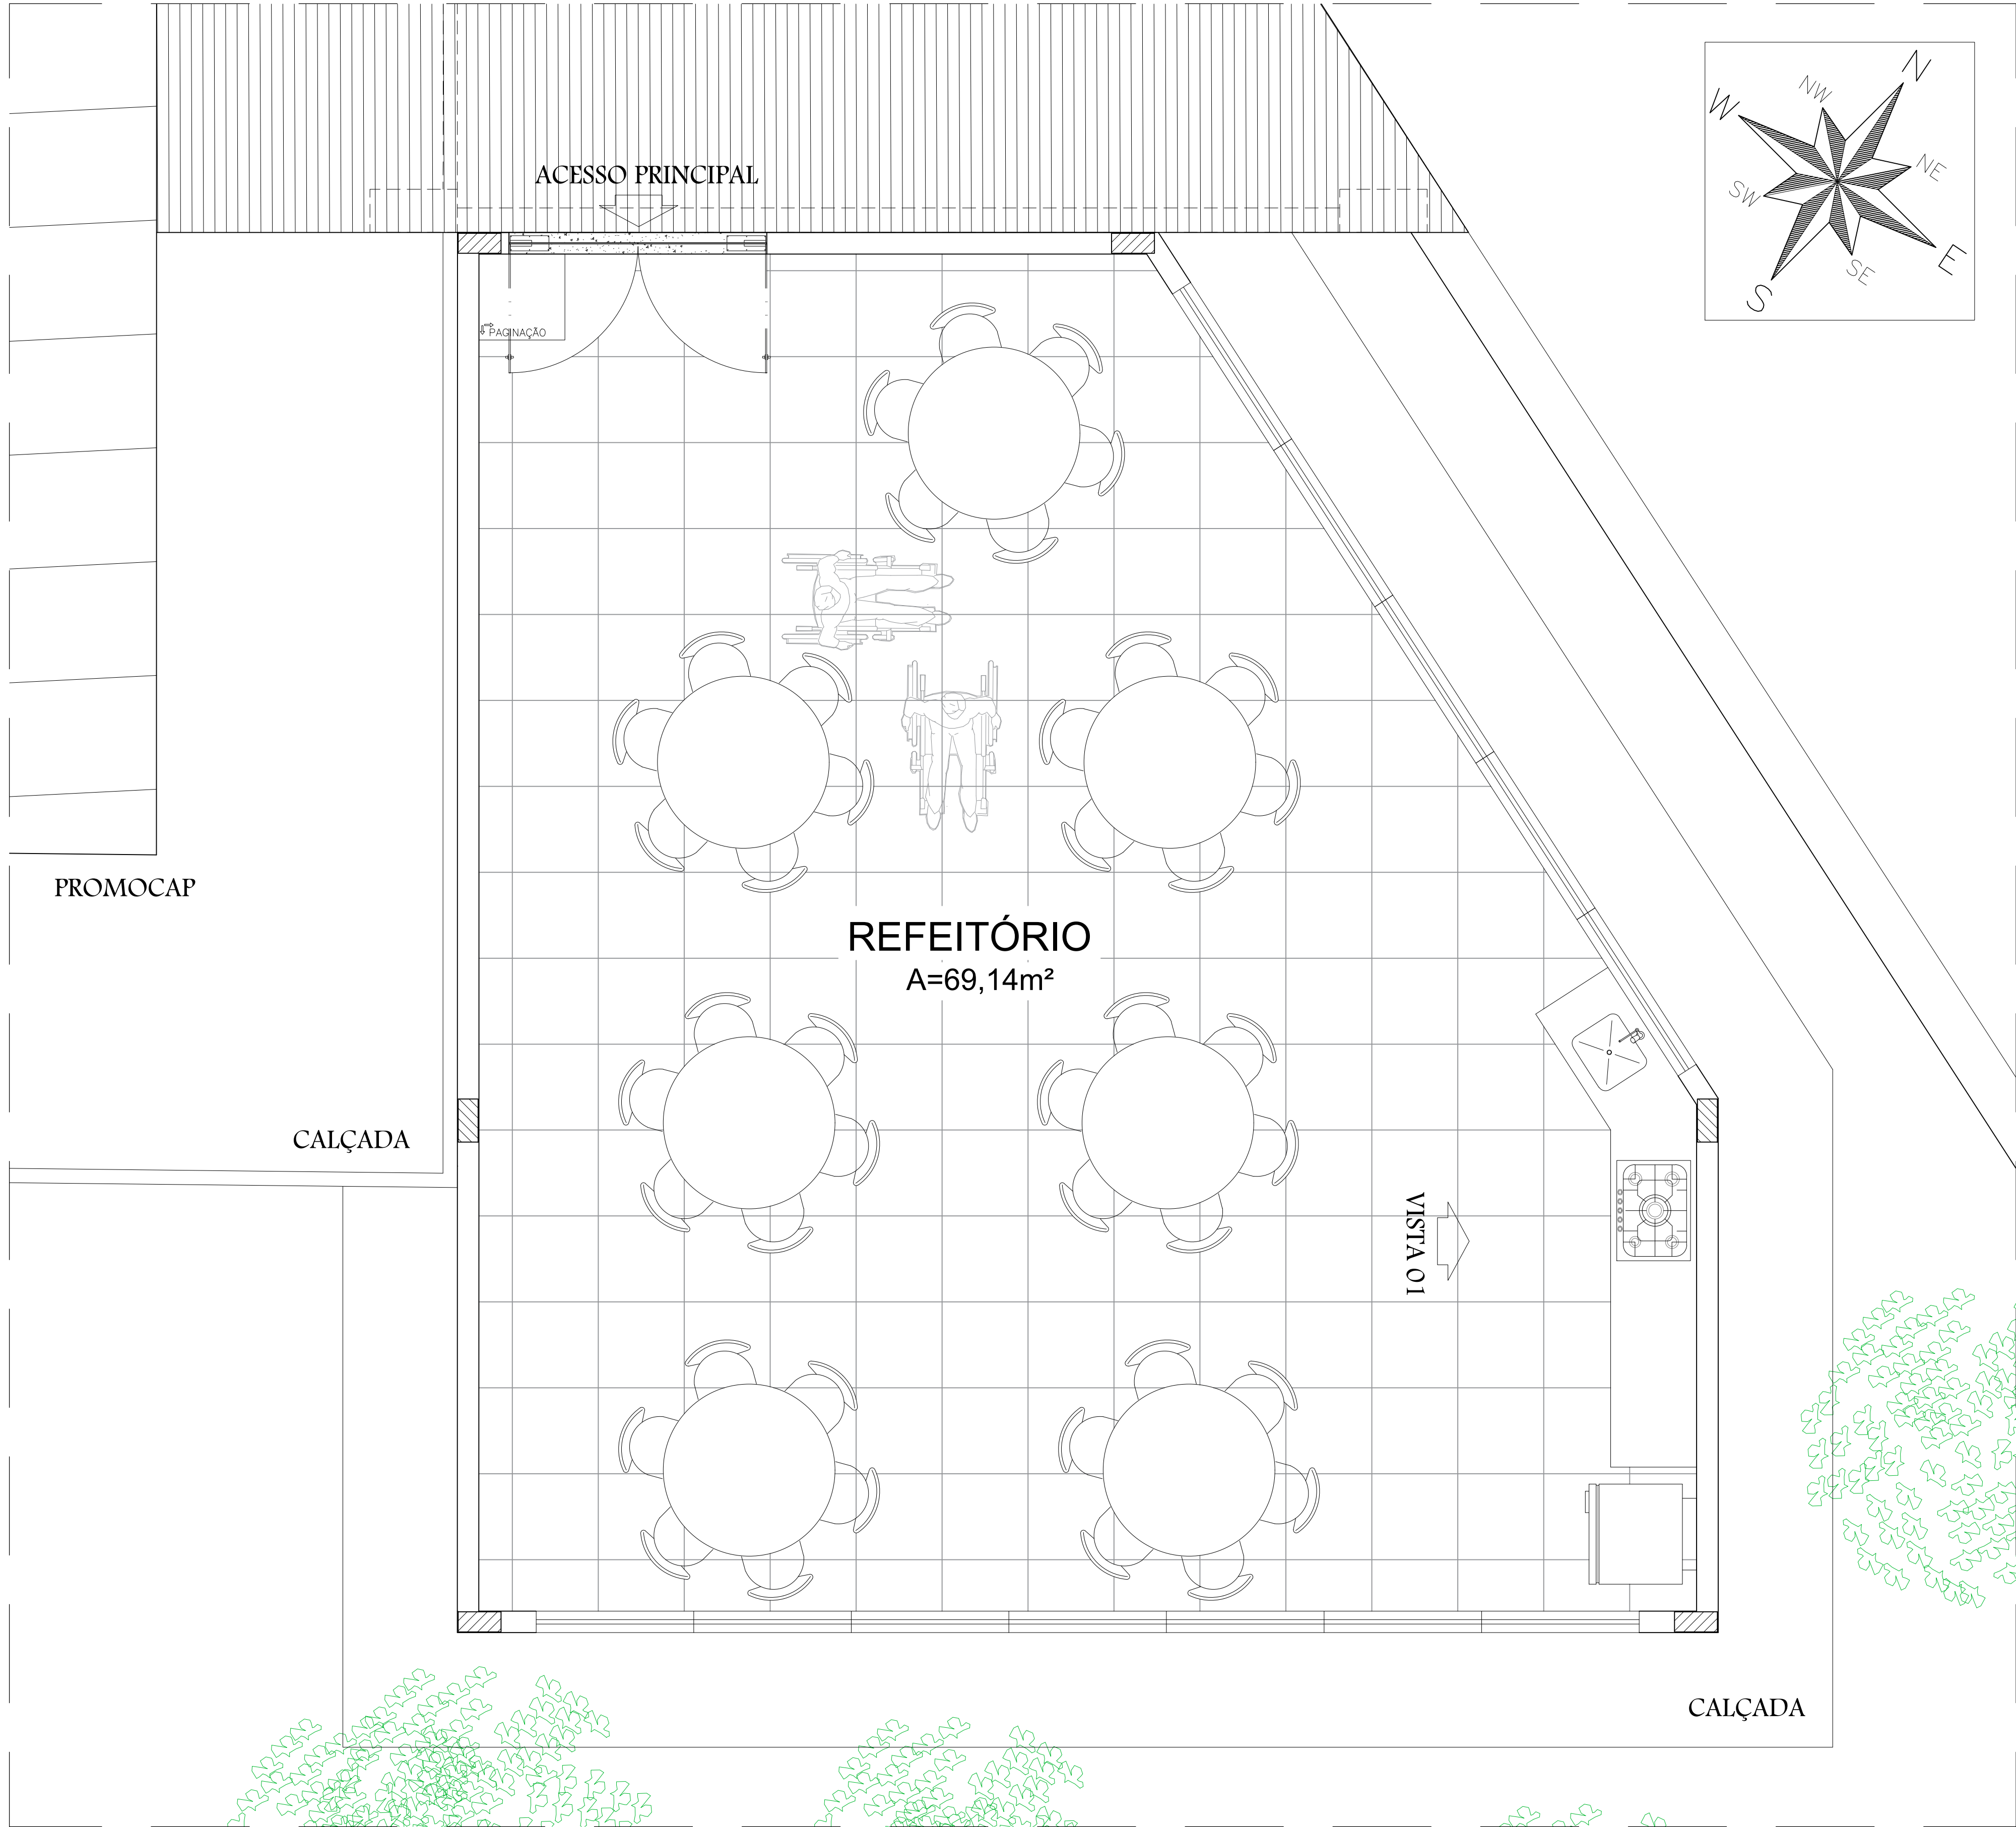 ACESSO PRINCIPAL
N
NW
W
NE
SW
E
SE
S
PAGINAÇÃO
PROMOCAP
REFEITÓRIO
A=69,14m²
CALÇADA
VISTA 01
CALÇADA